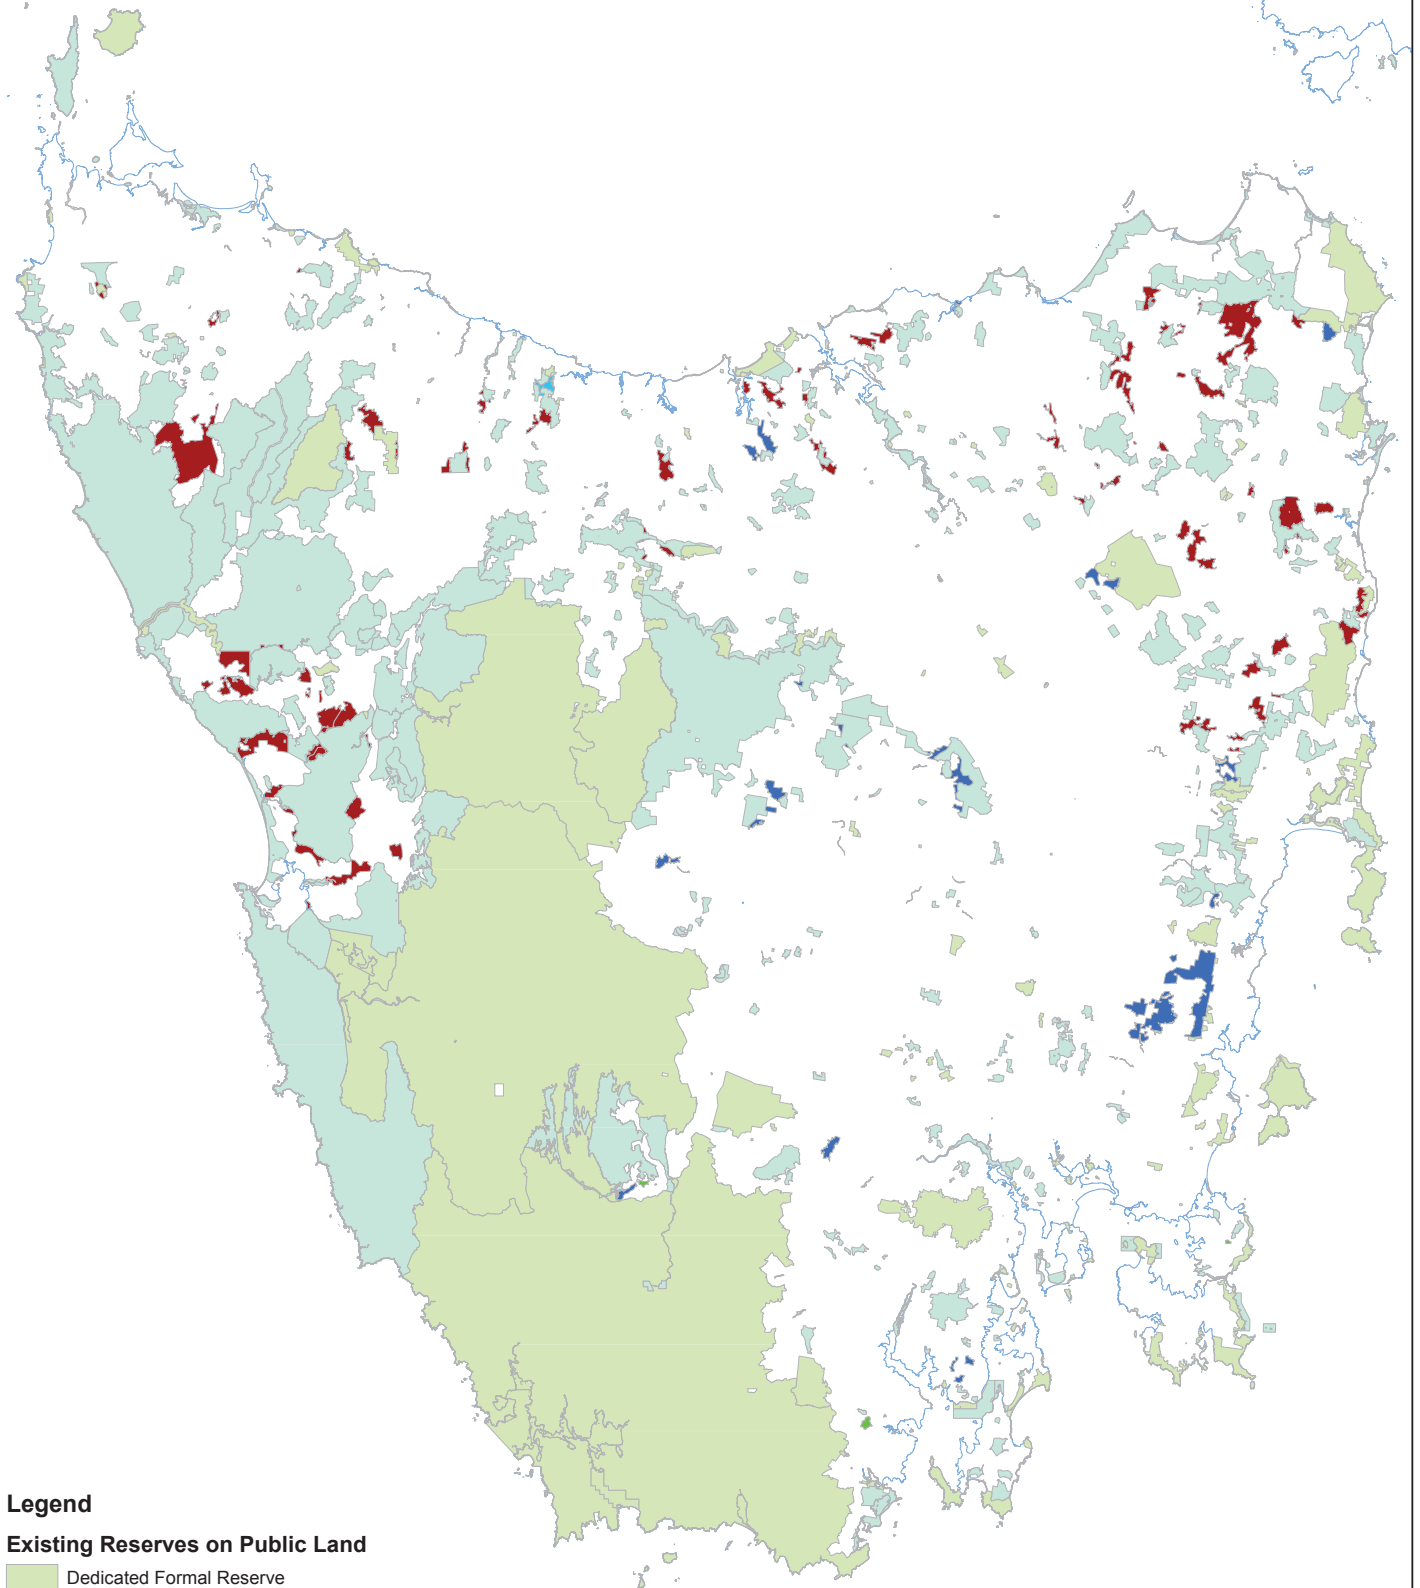 Legend
Existing Reserves on Public Land
Dedicated Formal Reserve